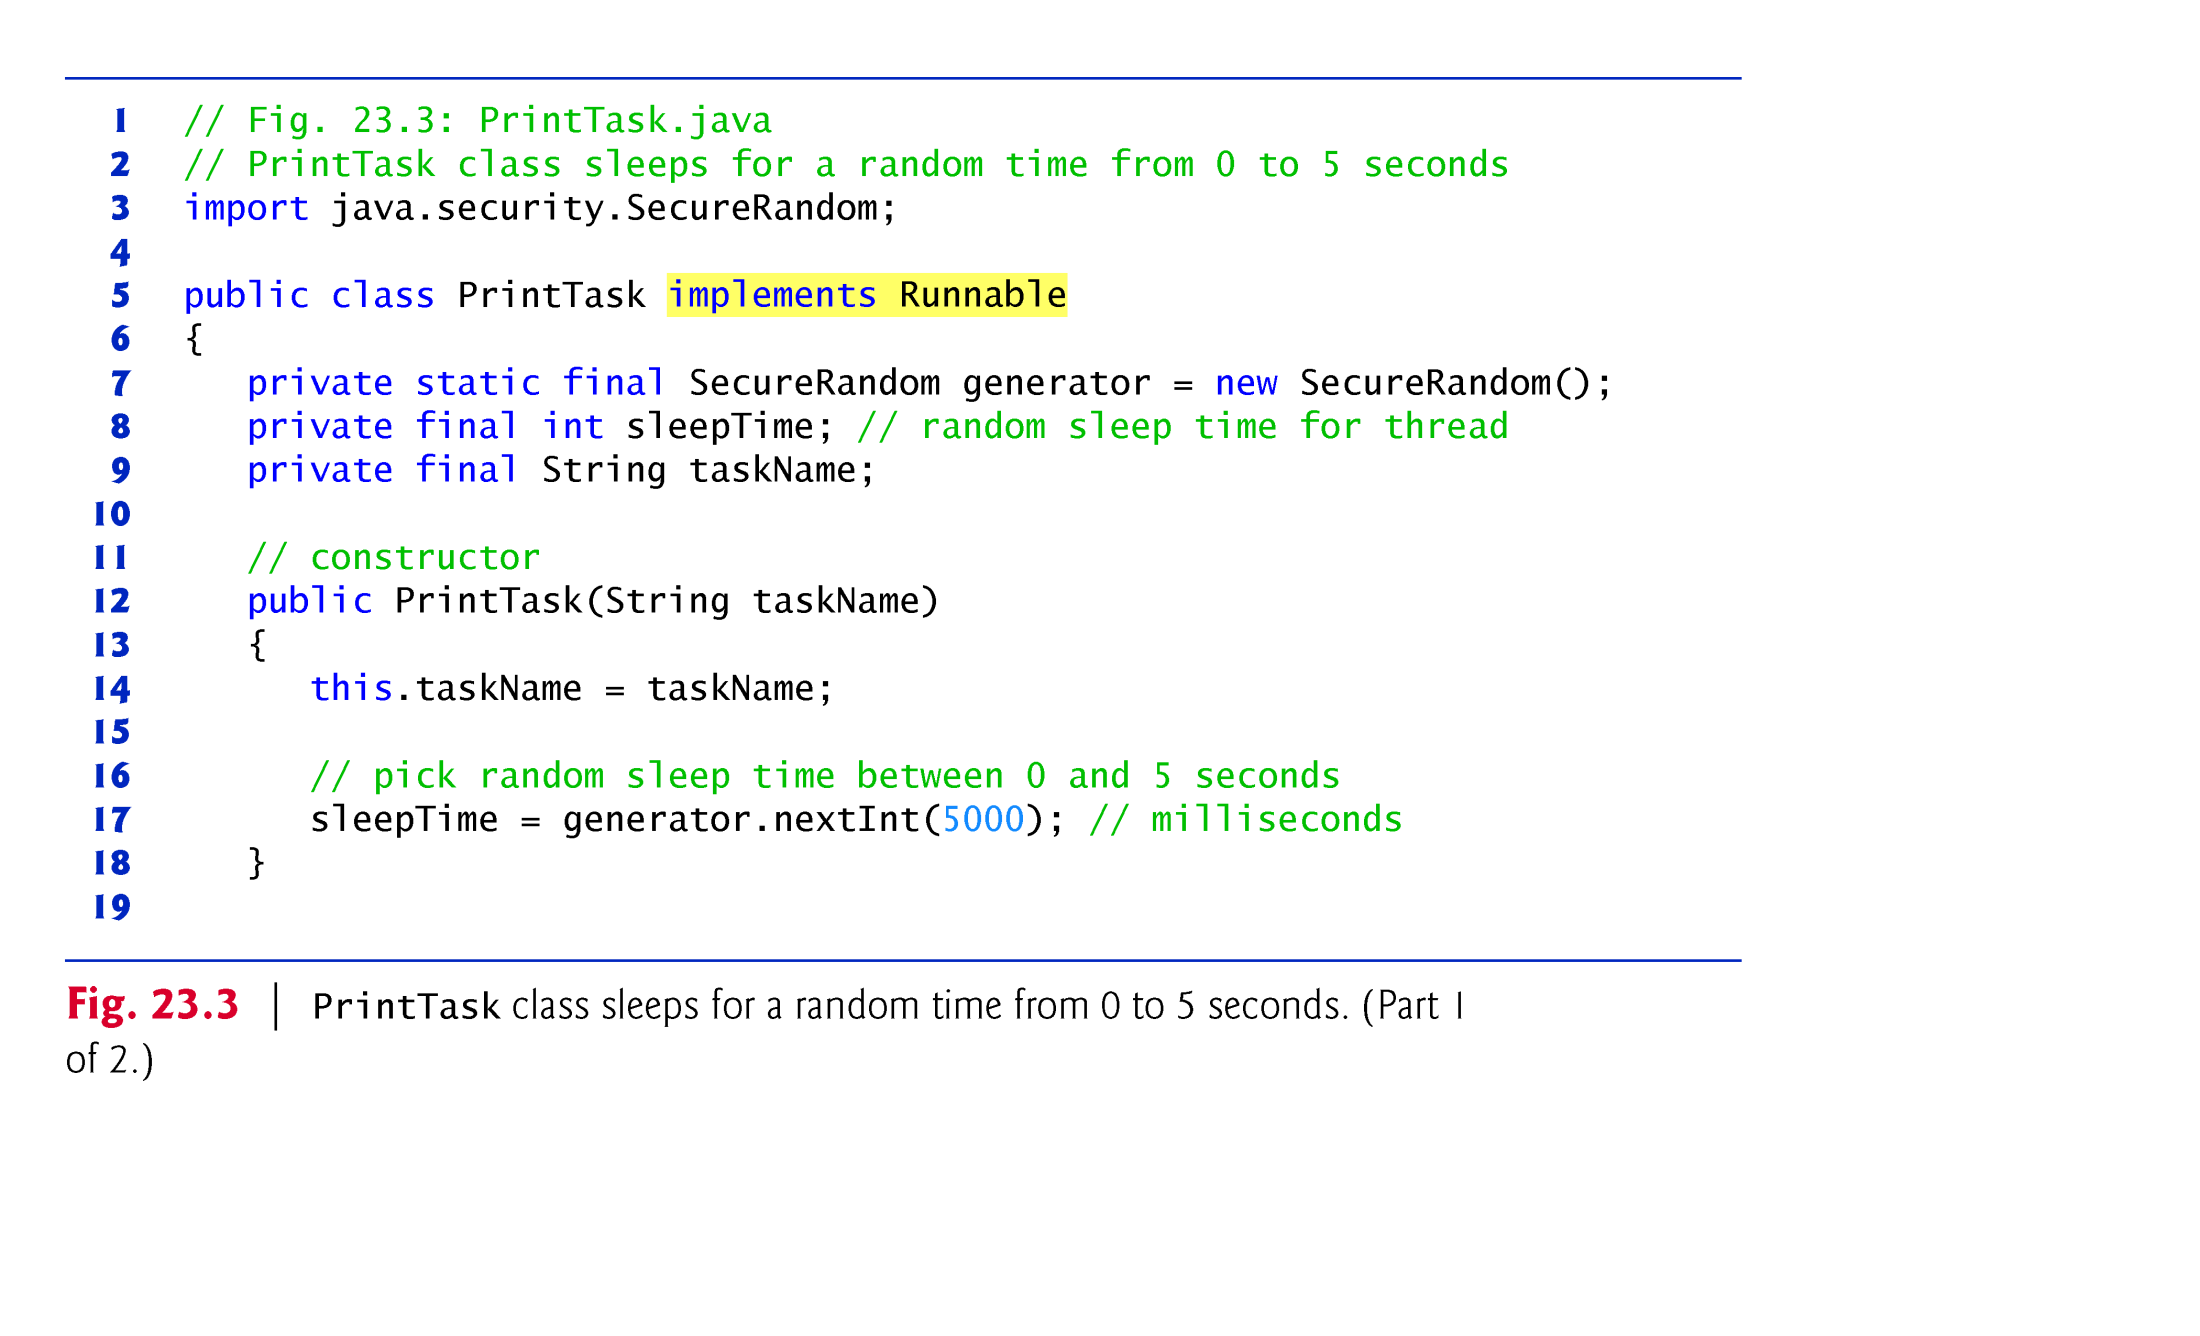 1 // Fig. 23.3: PrintTask.java
2 // PrintTask class sleeps for a random time from 0 to 5 seconds
3 import java.security.SecureRandom;
4
5 public class PrintTask implements Runnable
6 {
7    private static final SecureRandom generator = new SecureRandom();
8    private final int sleepTime; // random sleep time for thread
9    private final String taskName;
10
11    // constructor
12    public PrintTask(String taskName)
13    {
14       this.taskName = taskName;
15
16       // pick random sleep time between 0 and 5 seconds
17       sleepTime = generator.nextInt(5000); // milliseconds
18    }
19
Fig. 23.3 | PrintTask class sleeps for a random time from 0 to 5 seconds. (Part 1
of 2.)